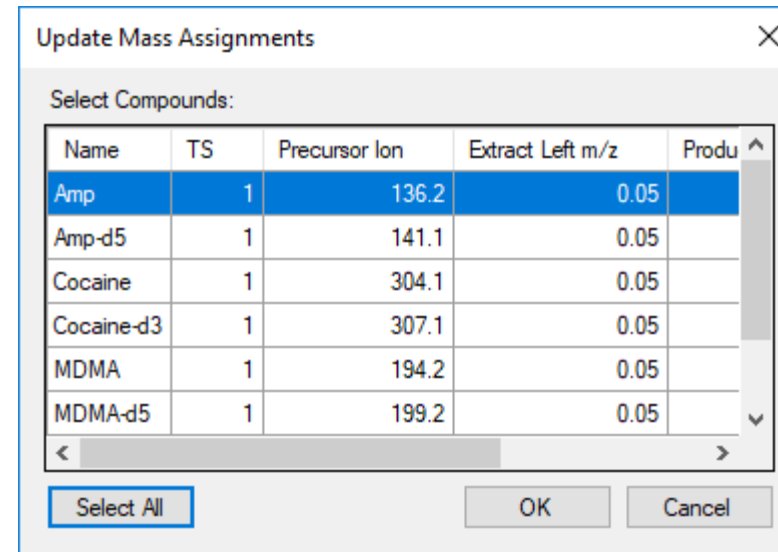 Update Mass Assignments
Select Compounds:
Name TS Precursor Ion Extract Left m/z Produ
Amp 1 136.2 0.05
Amp-d5 1 141.1 0.05
Cocaine 1 304.1 0.05
Cocaine-d3 1 307.1 0.05
MDMA 1 194.2 0.05
MDMA-d5 1 199.2 0.05
Select All OK Cancel